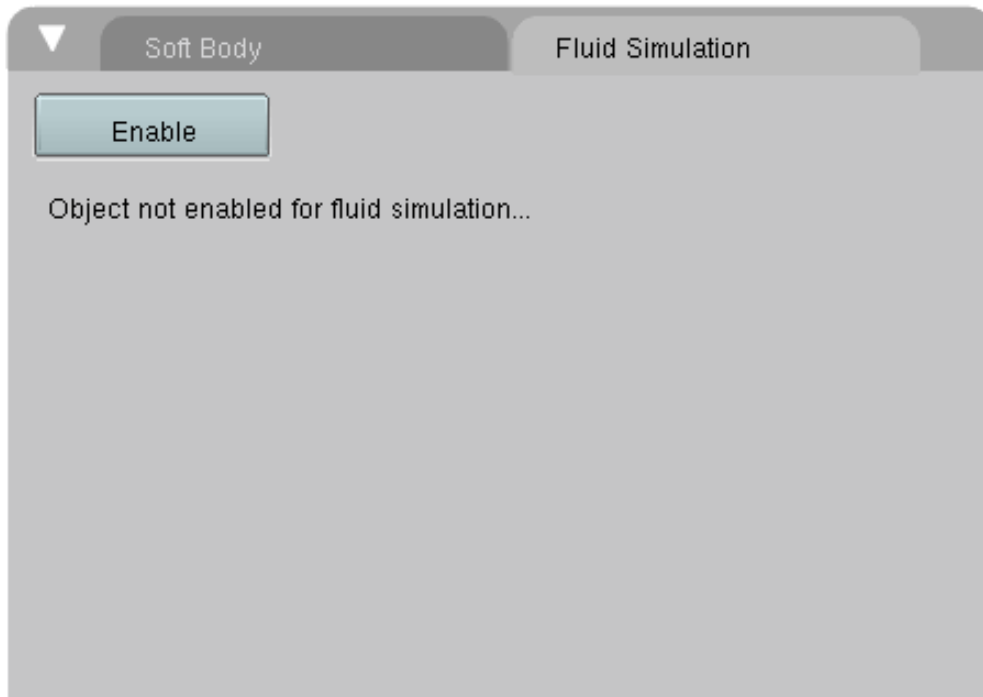 Soft Body Fluid Simulation
Enable
Object not enabled for fluid simulation...